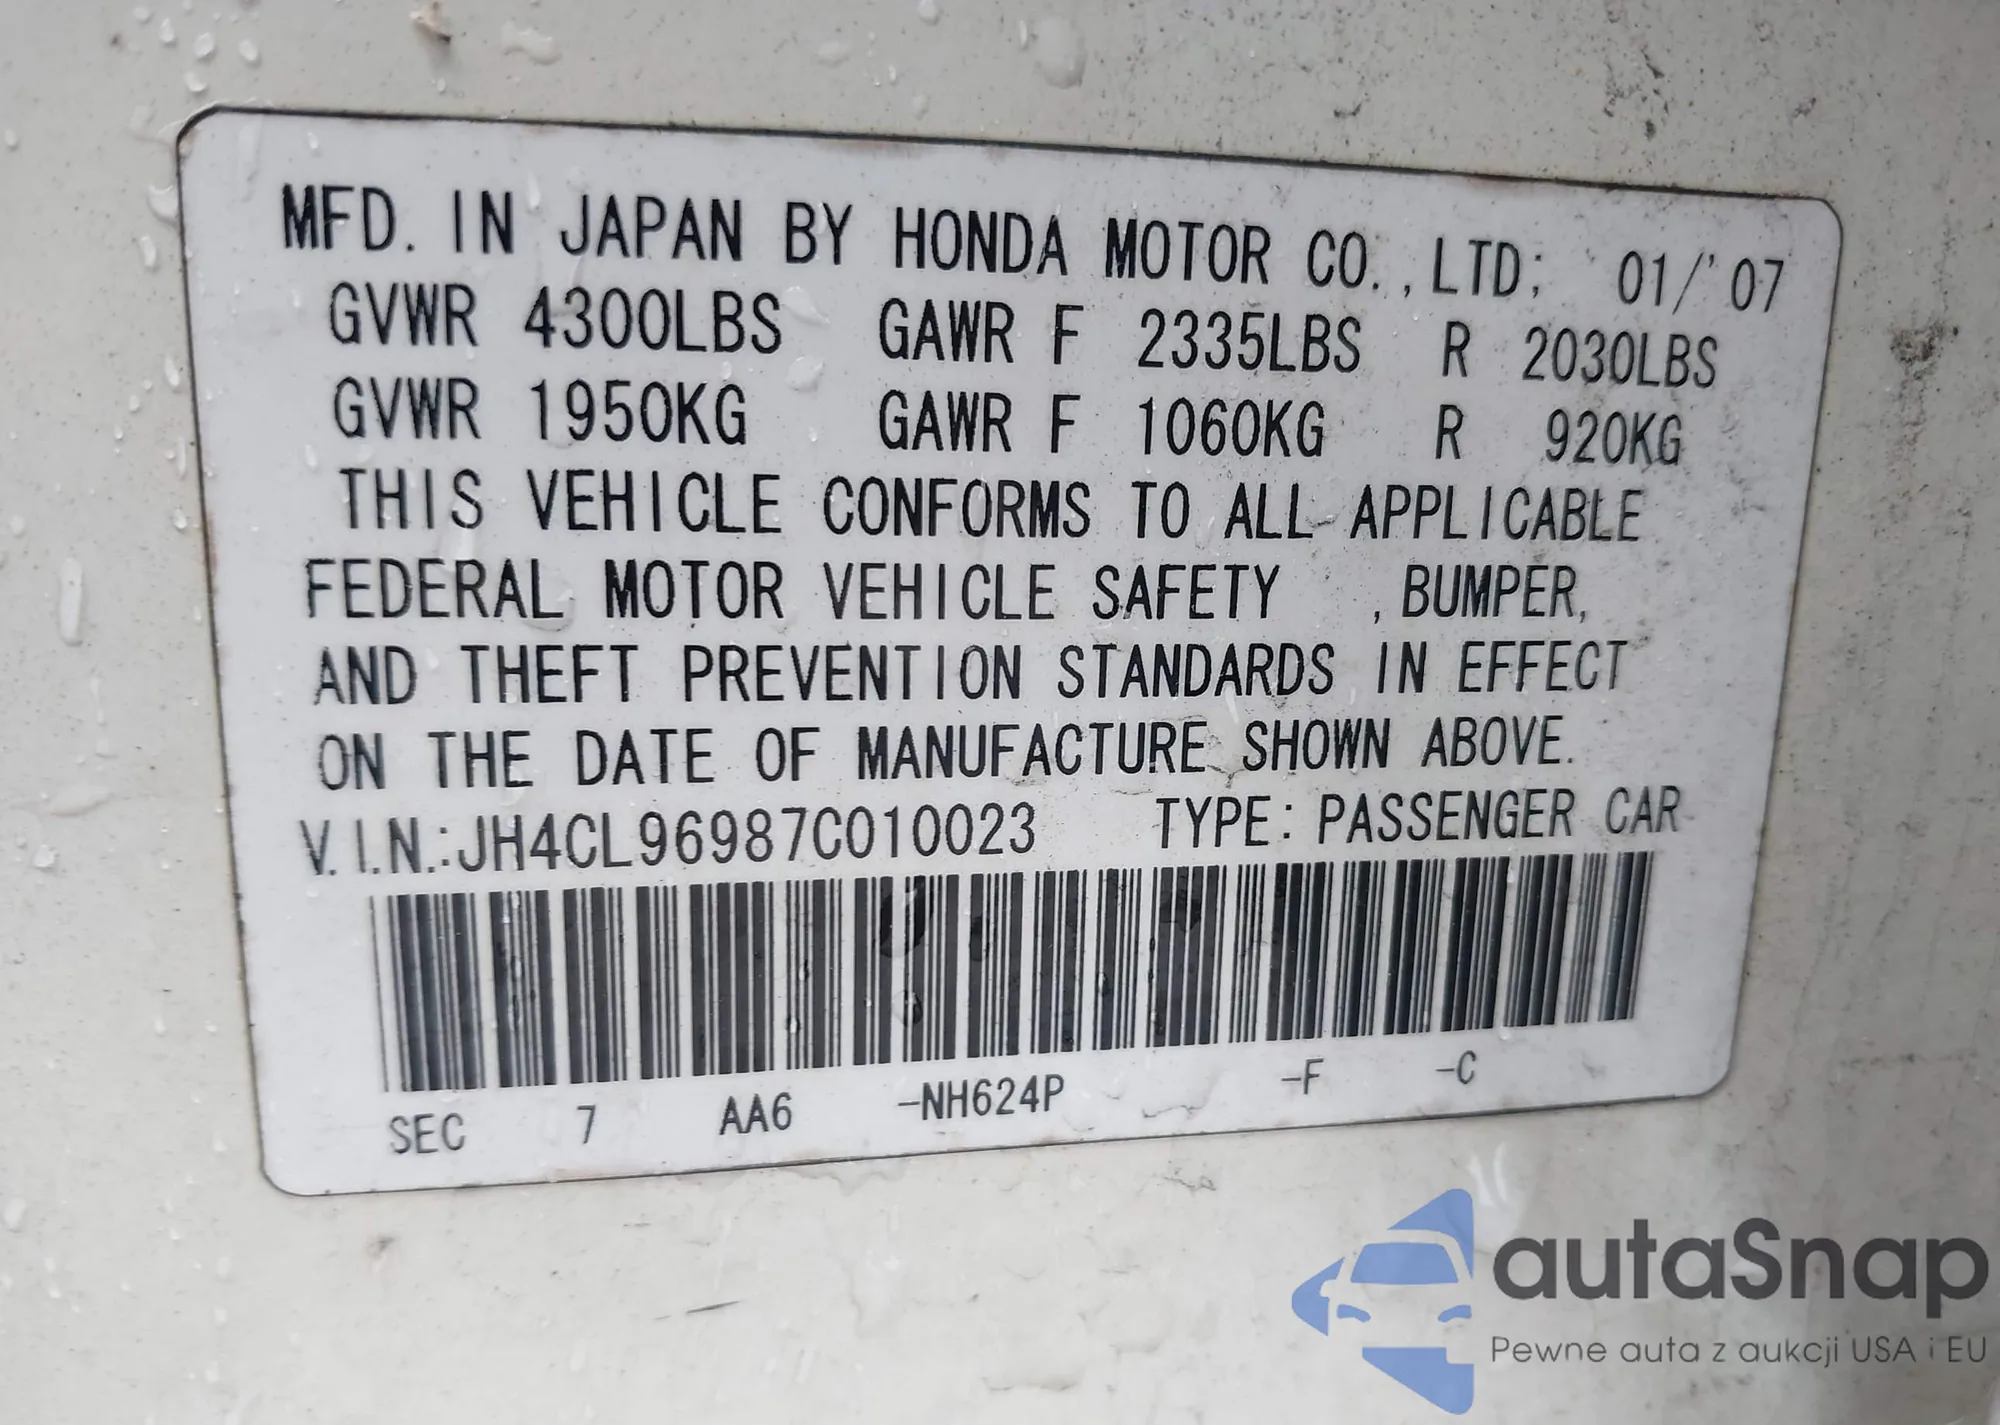 MFD. IN JAPAN BY HONDA MOTOR CO., LTD; 01/'07
GVWR 4300LBS GAWR F 2335LBS R 2030LBS
GVWR 1950KG GAWR F 1060KG R 920KG
THIS VEHICLE CONFORMS TO ALL APPLICABLE
FEDERAL MOTOR VEHICLE SAFETY , BUMPER,
AND THEFT PREVENTION STANDARDS IN EFFECT
ON THE DATE OF MANUFACTURE SHOWN ABOVE.
V.I.N.:JH4CL96987C010023 TYPE: PASSENGER CAR
SEC 7 AA6 -NH624P -F -C
autaSnap
Pewne auta z aukcji USA i EU